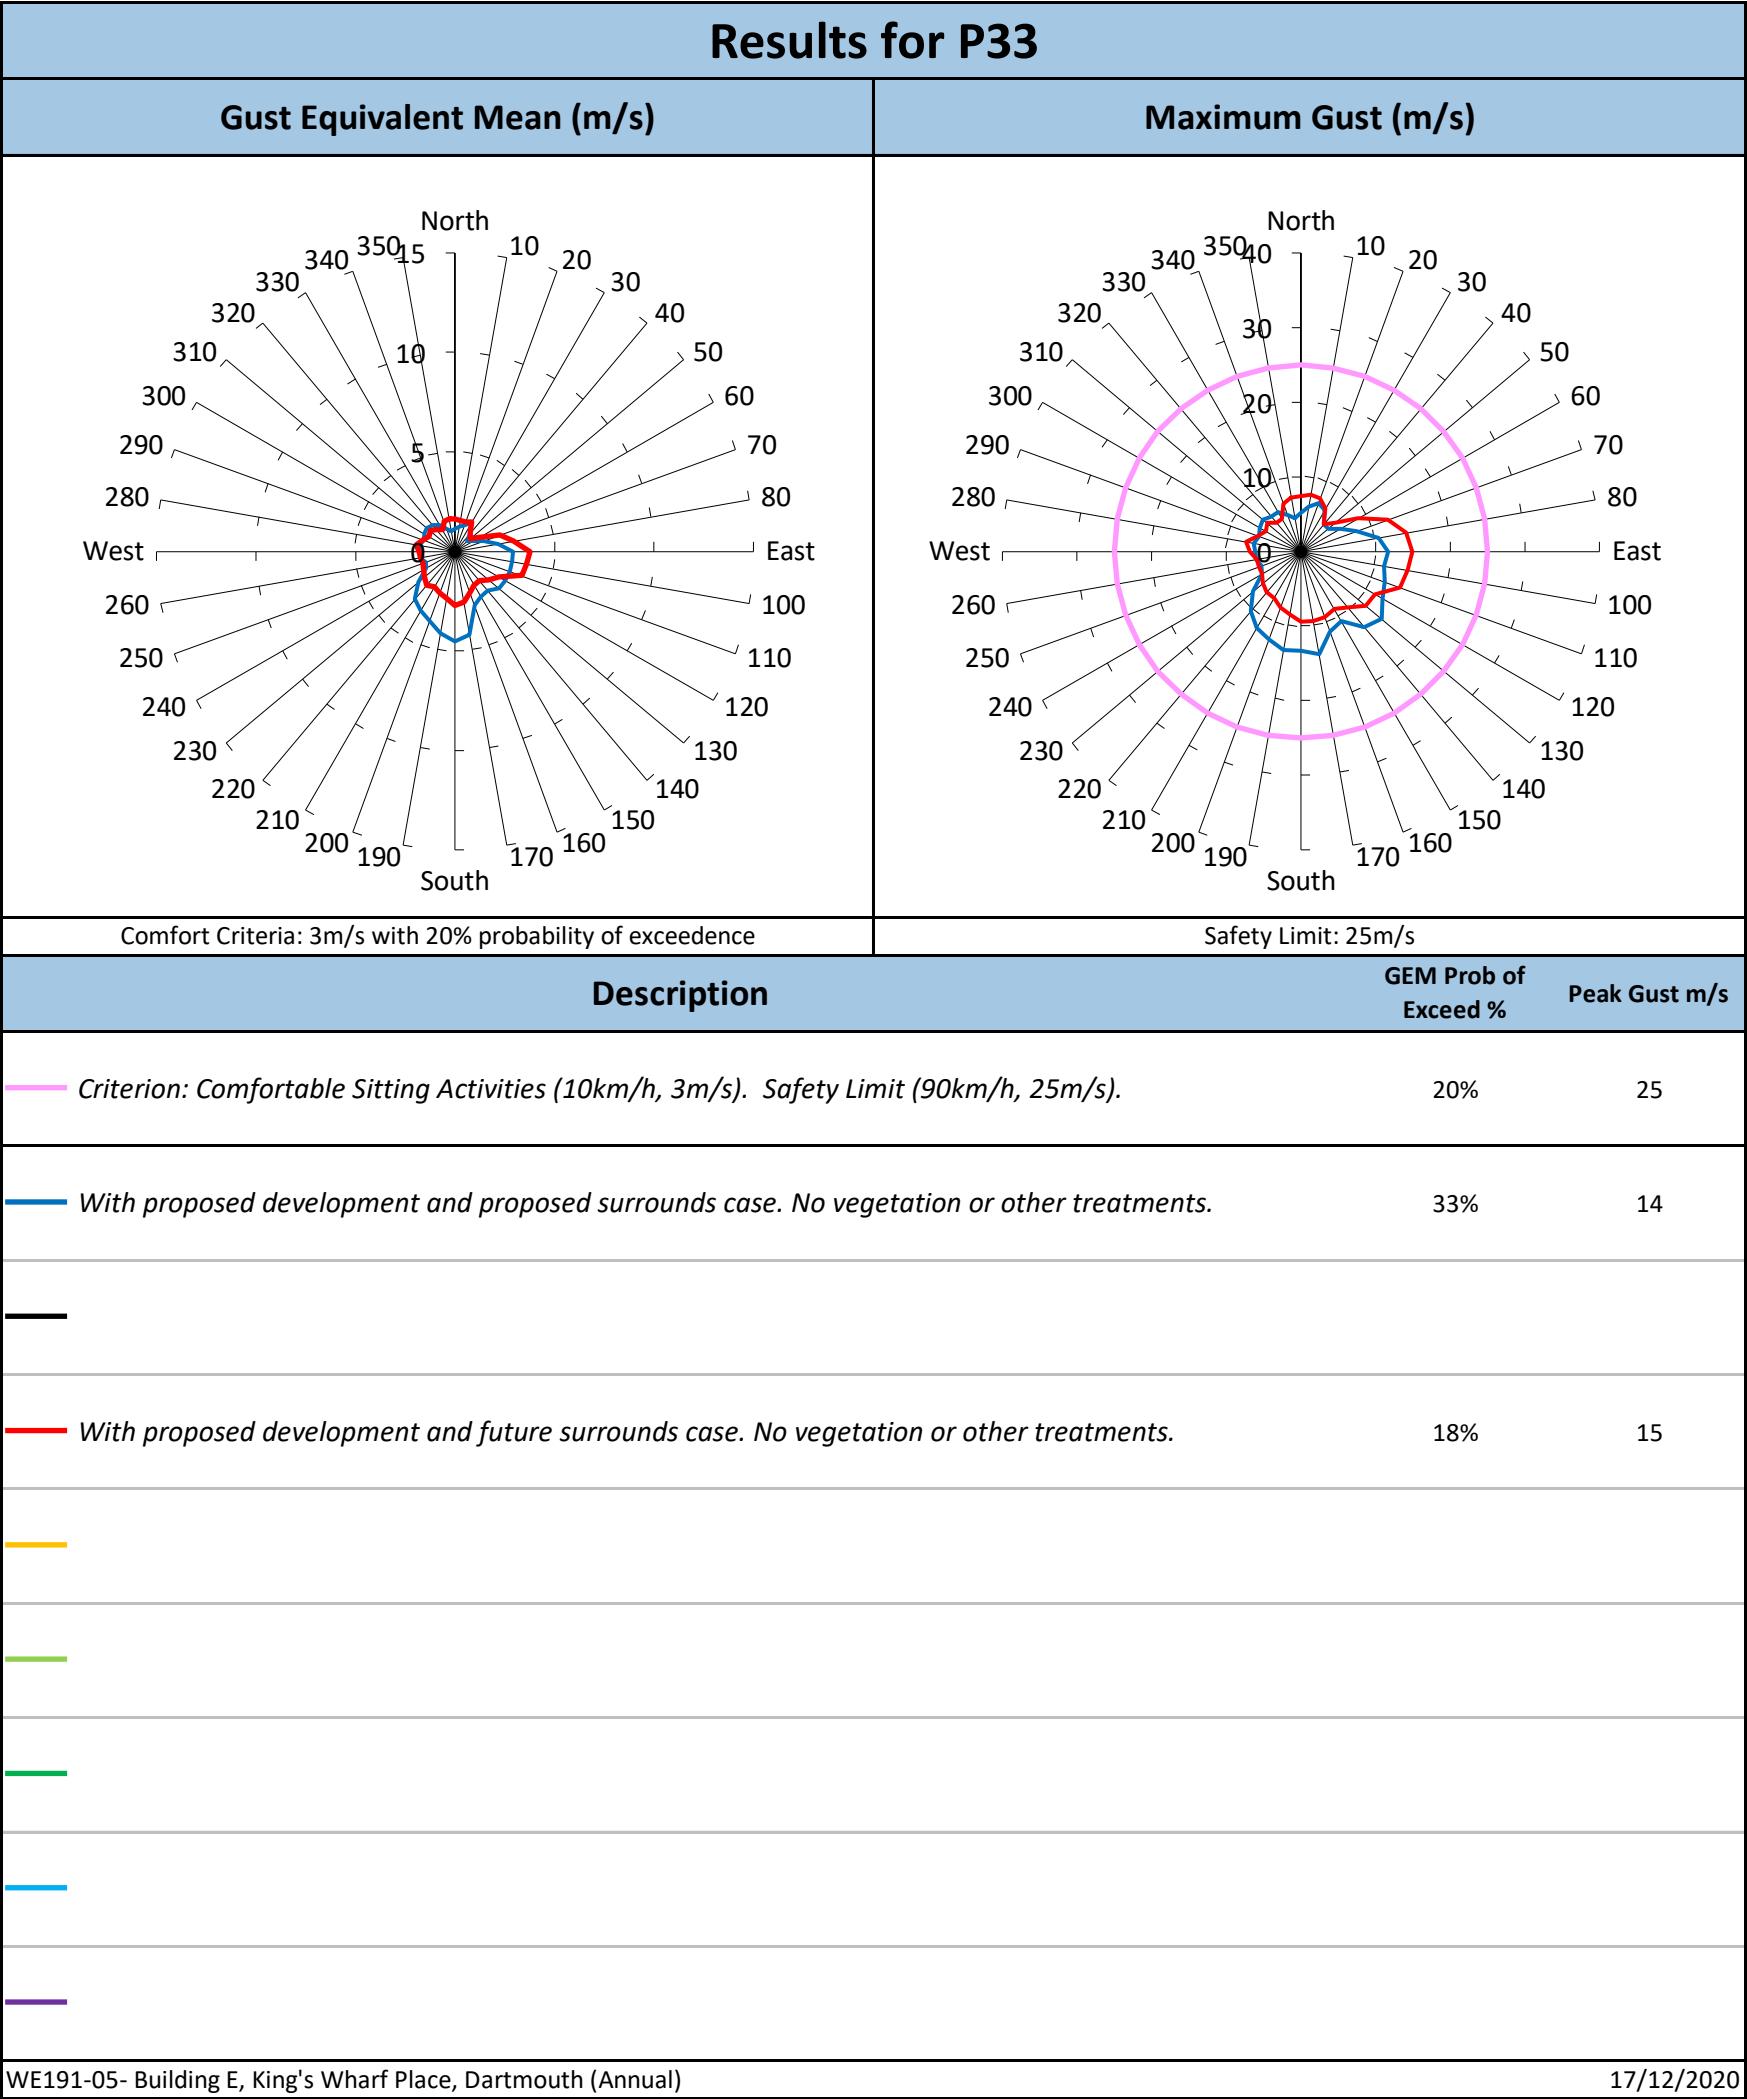 Results for P33
Gust Equivalent Mean (m/s)
Maximum Gust (m/s)
North
350 15 10
340 20
330 30
320 40
310 10 50
300 60
290 5 70
280 80
West 0 East
260 100
250 110
240 120
230 130
220 140
210 150
200 160
190 170
South
North
350 40 10
340 20
330 30
320 30 40
310 50
300 20 60
290 10 70
280 80
West 0 East
260 100
250 110
240 120
230 130
220 140
210 150
200 160
190 170
South
Comfort Criteria: 3m/s with 20% probability of exceedence
Safety Limit: 25m/s
Description
GEM Prob of
Exceed %
Peak Gust m/s
Criterion: Comfortable Sitting Activities (10km/h, 3m/s). Safety Limit (90km/h, 25m/s). 20% 25
With proposed development and proposed surrounds case. No vegetation or other treatments. 33% 14
With proposed development and future surrounds case. No vegetation or other treatments. 18% 15
WE191-05- Building E, King's Wharf Place, Dartmouth (Annual) 17/12/2020